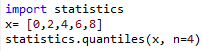 import statistics
x= [0,2,4,6,8]
statistics.quantiles(x, n=4)